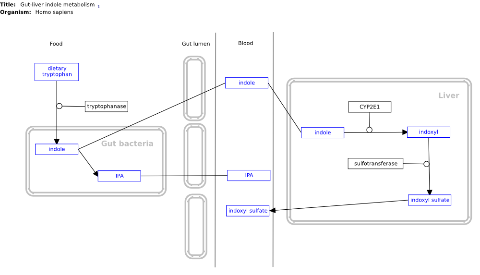 Title: Gut-liver indole metabolism
Organism: Homo sapiens
Food
Gut lumen
Blood
dietary
tryptophan
indole
Liver
tryptophanase
CYP2E1
indole
indoxyl
Gut bacteria
indole
sulfotransferase
IPA
IPA
indoxyl sulfate
indoxy sulfate